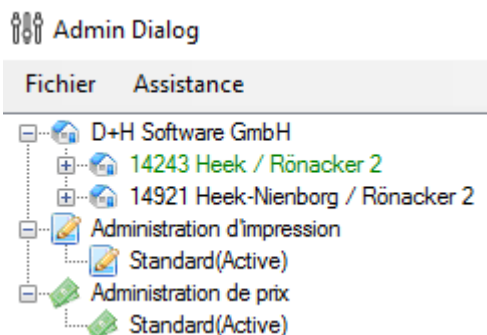 Admin Dialog
Fichier Assistance
D+H Software GmbH
14243 Heek / Rönacker 2
14921 Heek-Nienborg / Rönacker 2
Administration d'impression
Standard(Active)
Administration de prix
Standard(Active)